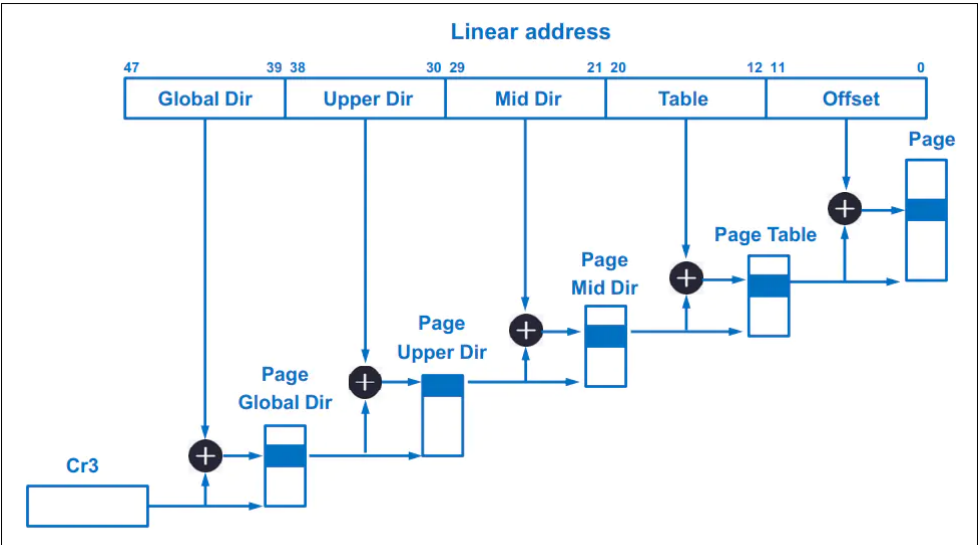 Linear address
47 39 38 30 29 21 20 12 11 0
Global Dir Upper Dir Mid Dir Table Offset
Page
Page Table
Page
Mid Dir
Page
Upper Dir
Page
Global Dir
Cr3